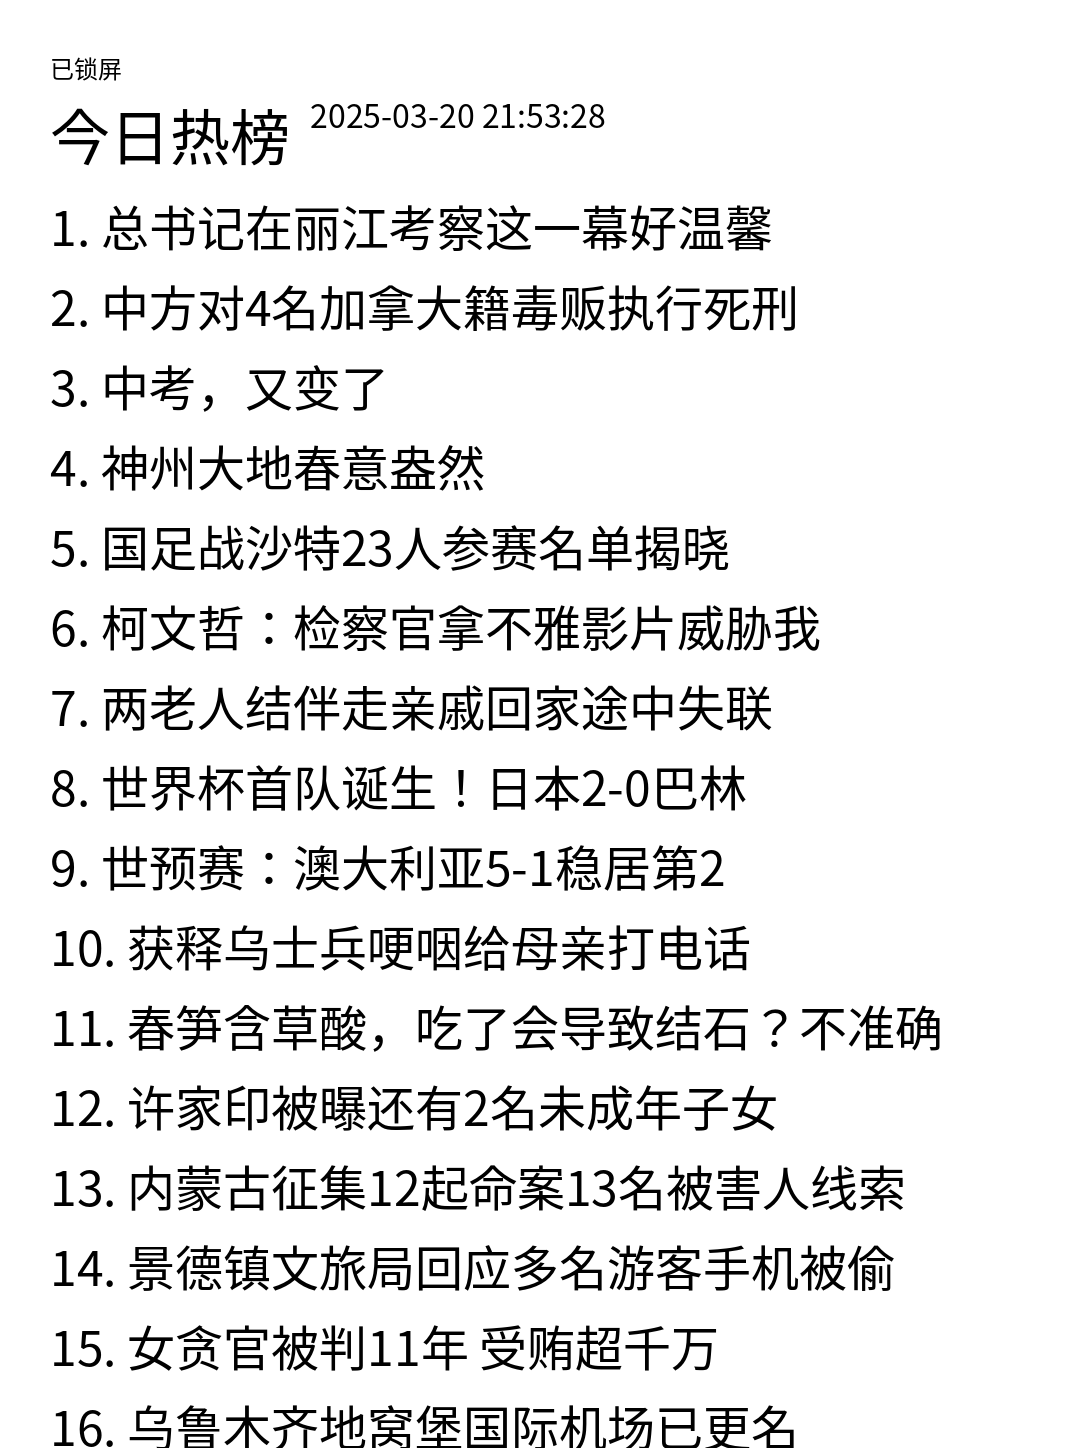 已锁屏
今日热榜 2025-03-20 21:53:28
1. 总书记在丽江考察这一幕好温馨
2. 中方对4名加拿大籍毒贩执行死刑
3. 中考，又变了
4. 神州大地春意盎然
5. 国足战沙特23人参赛名单揭晓
6. 柯文哲：检察官拿不雅影片威胁我
7. 两老人结伴走亲戚回家途中失联
8. 世界杯首队诞生！日本2-0巴林
9. 世预赛：澳大利亚5-1稳居第2
10. 获释乌士兵哽咽给母亲打电话
11. 春笋含草酸，吃了会导致结石？不准确
12. 许家印被曝还有2名未成年子女
13. 内蒙古征集12起命案13名被害人线索
14. 景德镇文旅局回应多名游客手机被偷
15. 女贪官被判11年 受贿超千万
16. 乌鲁木齐地窝堡国际机场已更名